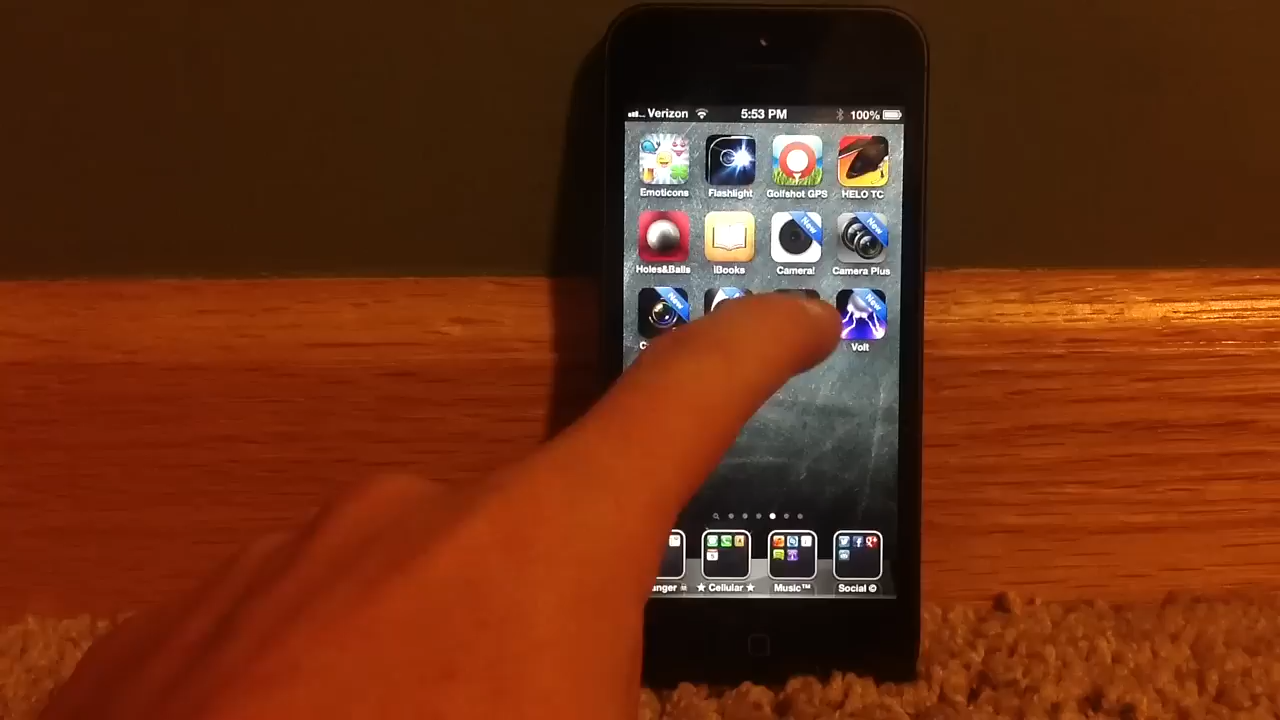 Verizon 5:53 PM 100%
Emoticons Flashlight Golfshot GPS HELO TC
New New
Holes&Balls iBooks Camera! Camera Plus
New New
Volt
★ Cellular ★ Music™ Social ©